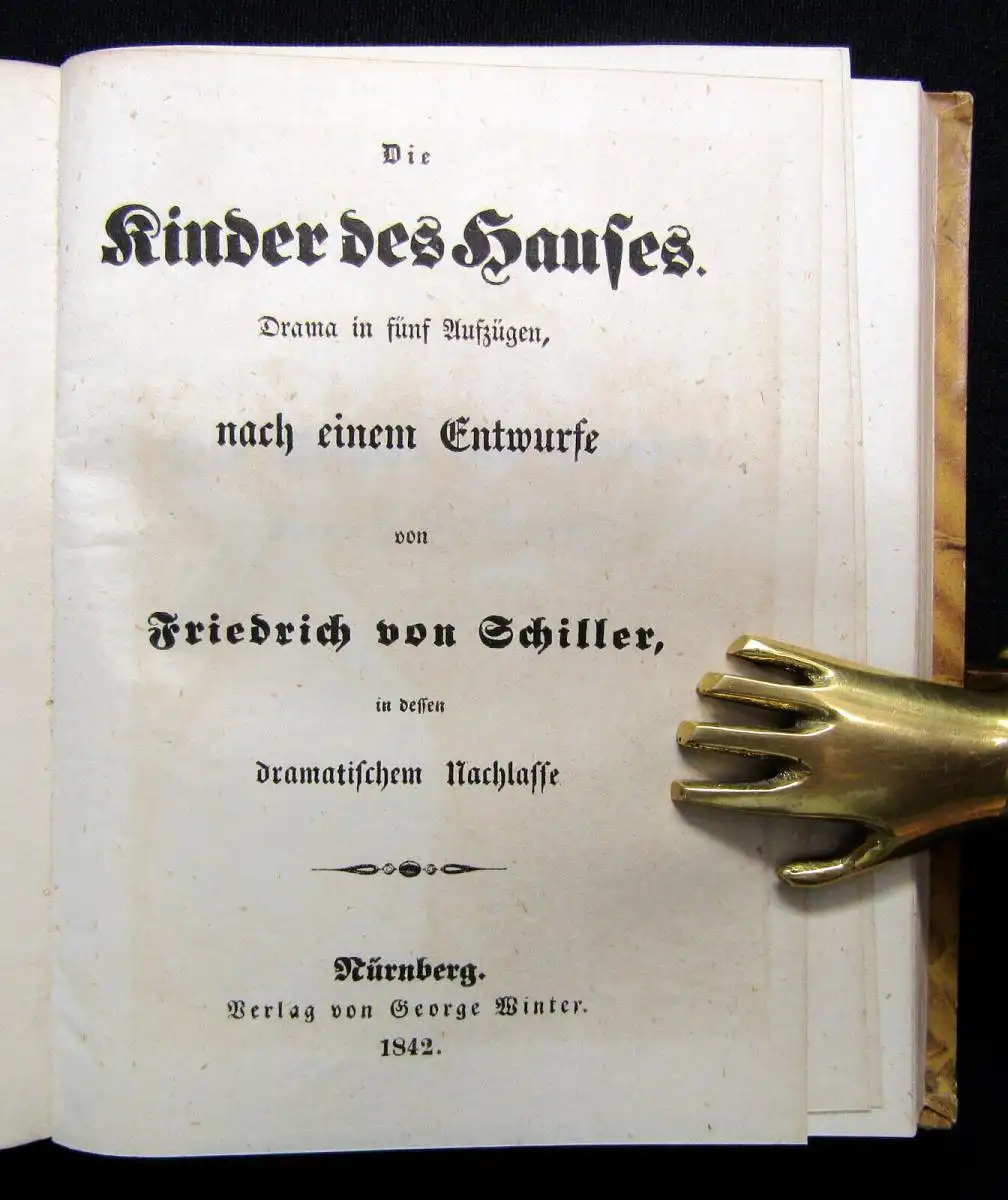 Die
Kinder des Hauses.
Drama in fünf Aufzügen,
nach einem Entwurfe
von
Friedrich von Schiller,
in dessen
dramatischem Nachlasse
Nürnberg.
Verlag von George Winter.
1842.